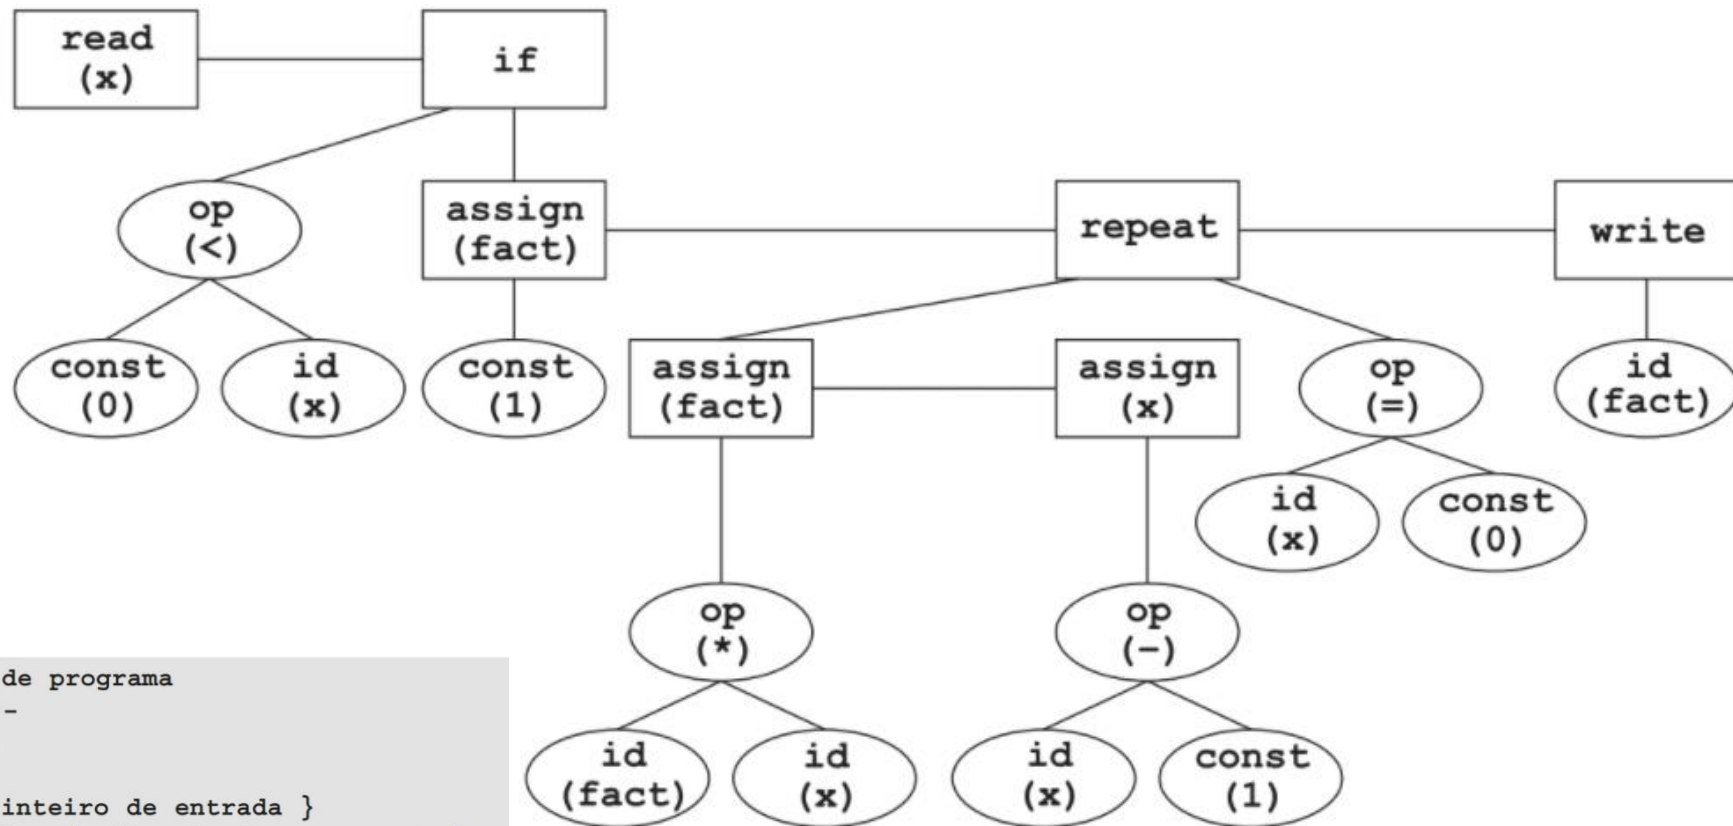 read
(x)
if
op
(<)
assign
(fact)
repeat
write
const
(0)
id
(x)
const
(1)
assign
(fact)
assign
(x)
op
(=)
id
(fact)
id
(x)
const
(0)
op
(*)
op
(-)
id
(fact)
id
(x)
id
(x)
const
(1)
de programa
-
inteiro de entrada }